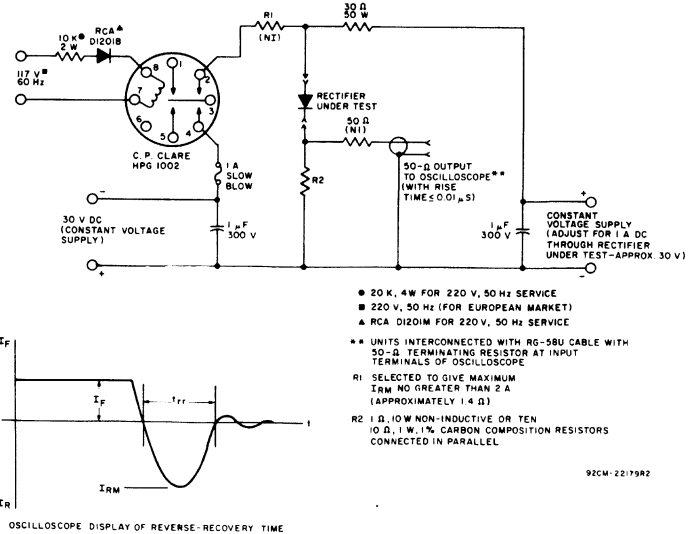 10 K● 2 W
RCA▲ D1201B
117 V■ 60 Hz
1
2
3
4
5
6
7
8
C. P. CLARE
HPG 1002
R1
(NI)
30 Ω
50 W
RECTIFIER
UNDER TEST
50 Ω
(NI)
R2
50-Ω OUTPUT
TO OSCILLOSCOPE**
(WITH RISE
TIME≤0.01 μS)
1 A
SLOW
BLOW
-
30 V DC
(CONSTANT VOLTAGE
SUPPLY)
+
1 μF
300 V
1 μF
300 V
+
CONSTANT
VOLTAGE SUPPLY
(ADJUST FOR 1 A DC
THROUGH RECTIFIER
UNDER TEST-APPROX. 30 V)
-
● 20 K, 4W FOR 220 V, 50 Hz SERVICE
■ 220 V, 50 Hz (FOR EUROPEAN MARKET)
▲ RCA D1201M FOR 220 V, 50 Hz SERVICE
** UNITS INTERCONNECTED WITH RG-58U CABLE WITH
50-Ω TERMINATING RESISTOR AT INPUT
TERMINALS OF OSCILLOSCOPE
R1 SELECTED TO GIVE MAXIMUM
IRM NO GREATER THAN 2 A
(APPROXIMATELY 1.4 Ω)
R2 1 Ω, 10 W NON-INDUCTIVE OR TEN
10 Ω, 1 W, 1% CARBON COMPOSITION RESISTORS
CONNECTED IN PARALLEL
92CM-22179R2
IF
IF
trr
t
IRM
IR
OSCILLOSCOPE DISPLAY OF REVERSE-RECOVERY TIME